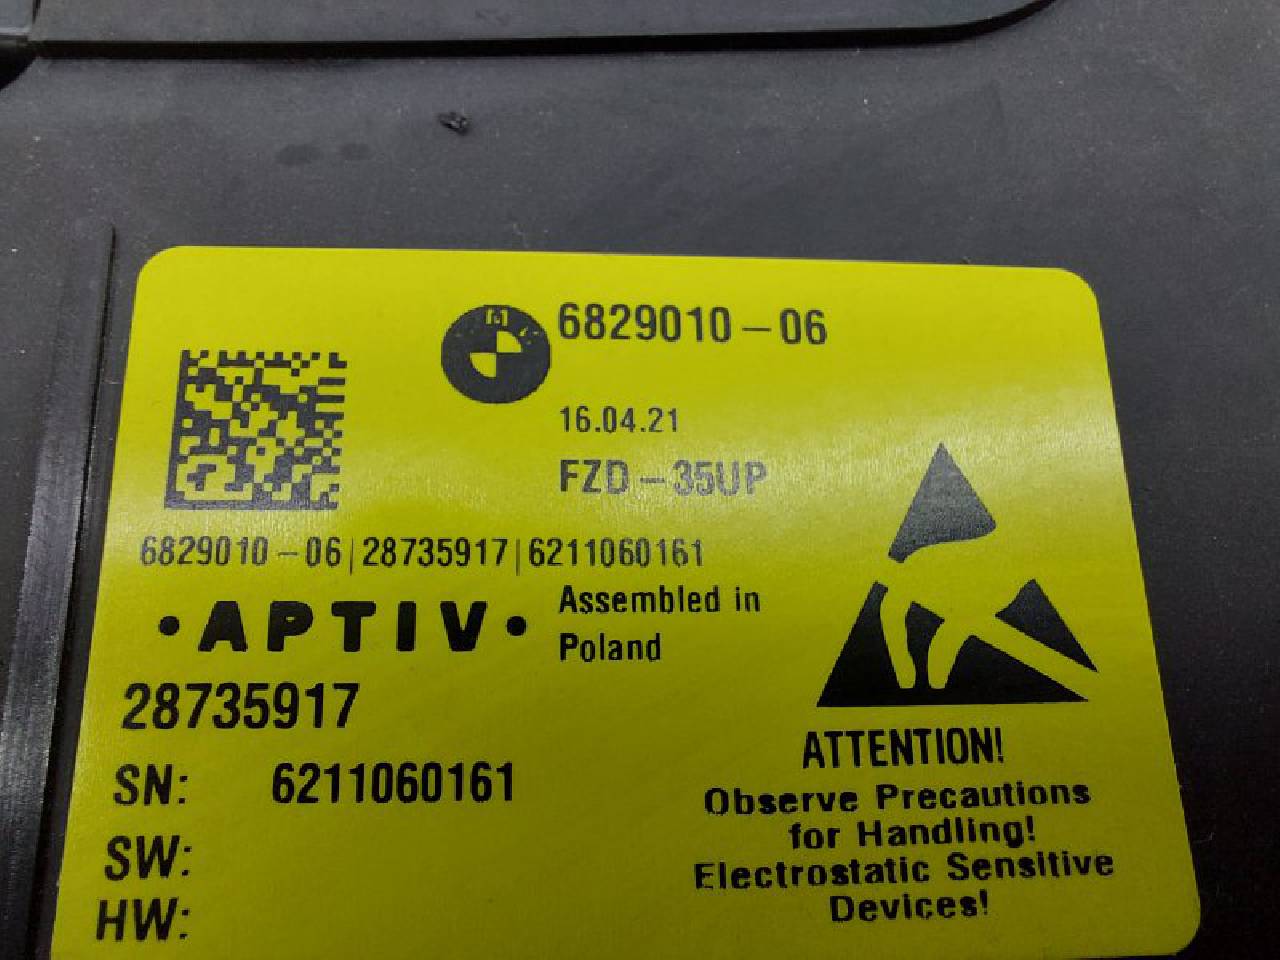 6829010-06
16.04.21
FZD-35UP
6829010-06|28735917|6211060161
• APTIV •
Assembled in
Poland
28735917
SN: 6211060161
SW:
HW:
ATTENTION!
Observe Precautions
for Handling!
Electrostatic Sensitive
Devices!